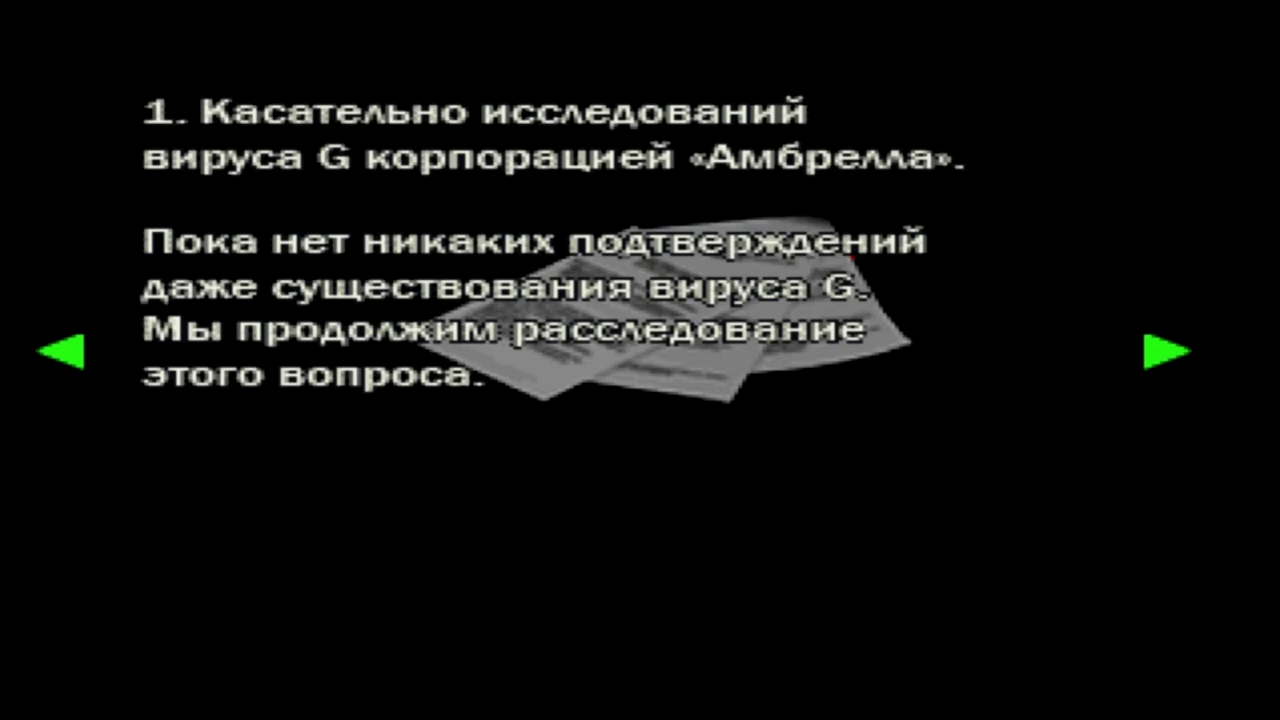 1. Касательно исследований
вируса G корпорацией «Амбрелла».
Пока нет никаких подтверждений
даже существования вируса G.
Мы продолжим расследование
этого вопроса.